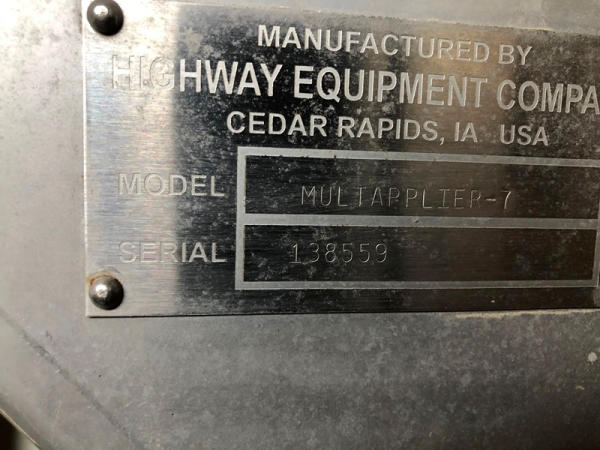 MANUFACTURED BY
HIGHWAY EQUIPMENT COMPA
CEDAR RAPIDS, IA USA
MODEL MULTAPPLIER-7
SERIAL 138559